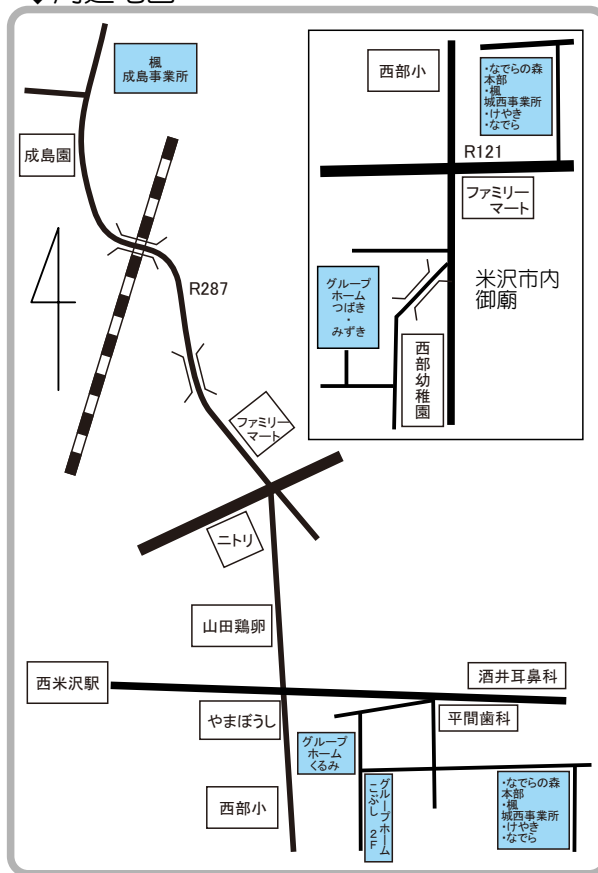 楓
成島事業所
成島園
R287
ファミリー
マート
ニトリ
山田鶏卵
西米沢駅
やまぼうし
西部小
酒井耳鼻科
平間歯科
グループ
ホーム
くるみ
グループホーム
こぶし 2F
・なでらの森
本部
・楓
城西事業所
・けやき
・なでら
西部小
・なでらの森
本部
・楓
城西事業所
・けやき
・なでら
R121
ファミリー
マート
米沢市内
御廟
グループ
ホーム
つばき
・
みずき
西部幼稚園